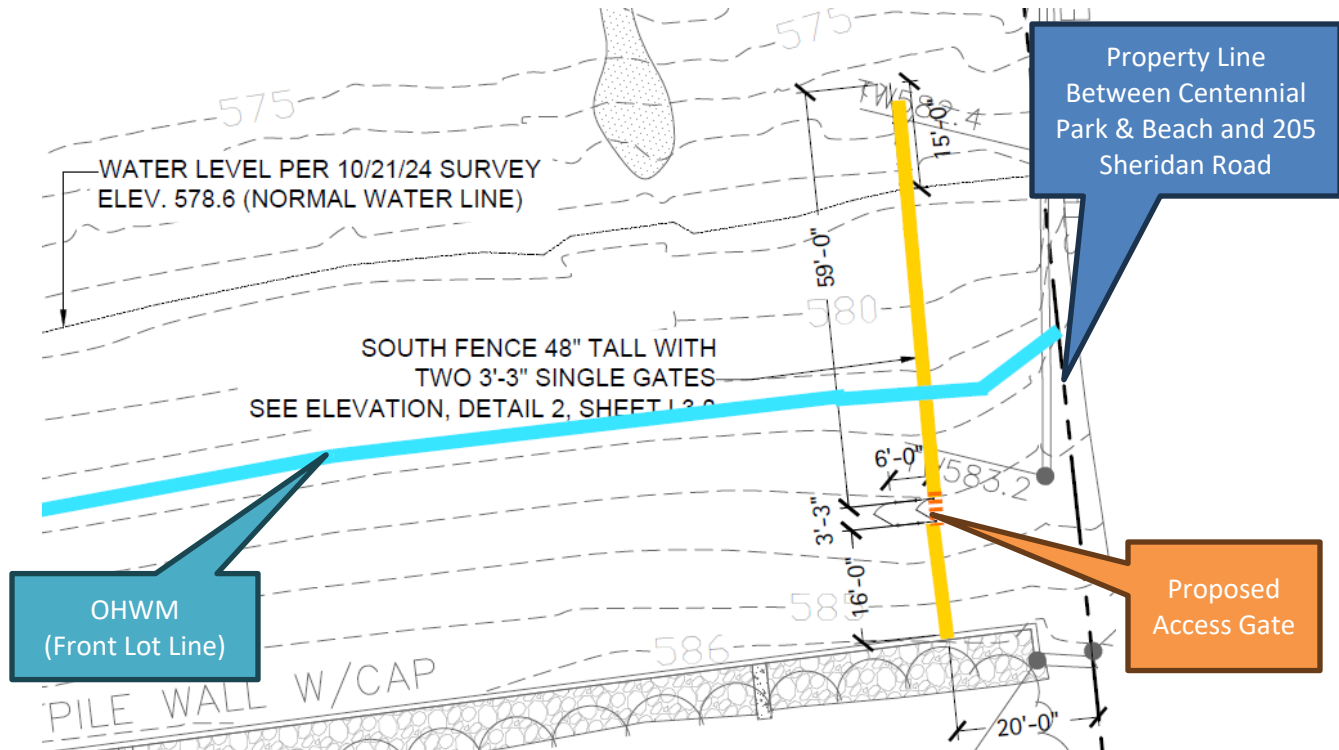 575
575
TW582.4
15'-0"
Property Line
Between Centennial
Park & Beach and 205
Sheridan Road
WATER LEVEL PER 10/21/24 SURVEY
ELEV. 578.6 (NORMAL WATER LINE)
59'-0"
580
SOUTH FENCE 48" TALL WITH
TWO 3'-3" SINGLE GATES
SEE ELEVATION, DETAIL 2, SHEET
6'-0"
583.2
3'-3"
16'-0"
OHWM
(Front Lot Line)
Proposed
Access Gate
586
PILE WALL W/CAP
20'-0"